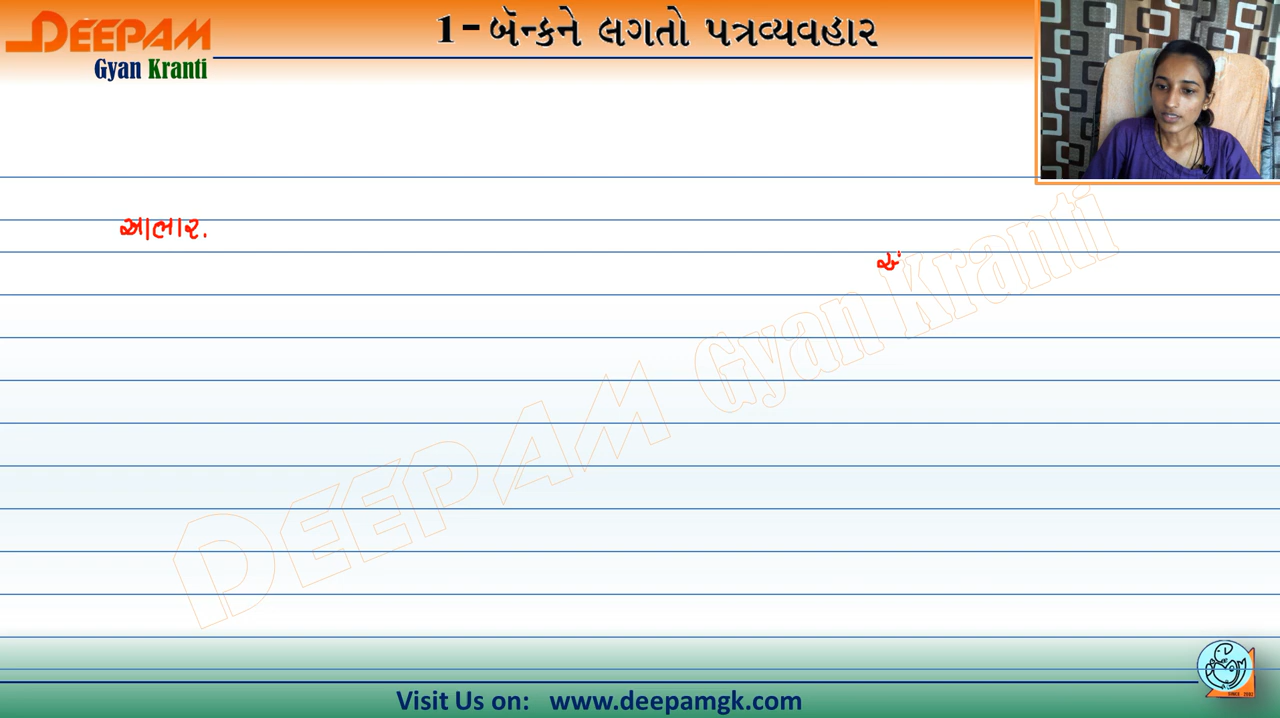 DEEPAM
Gyan Kranti
1-બૅન્કને લગતો પત્રવ્યવહાર
આભાર.
DEEPAM Gyan Kranti
Visit Us on: www.deepamgk.com